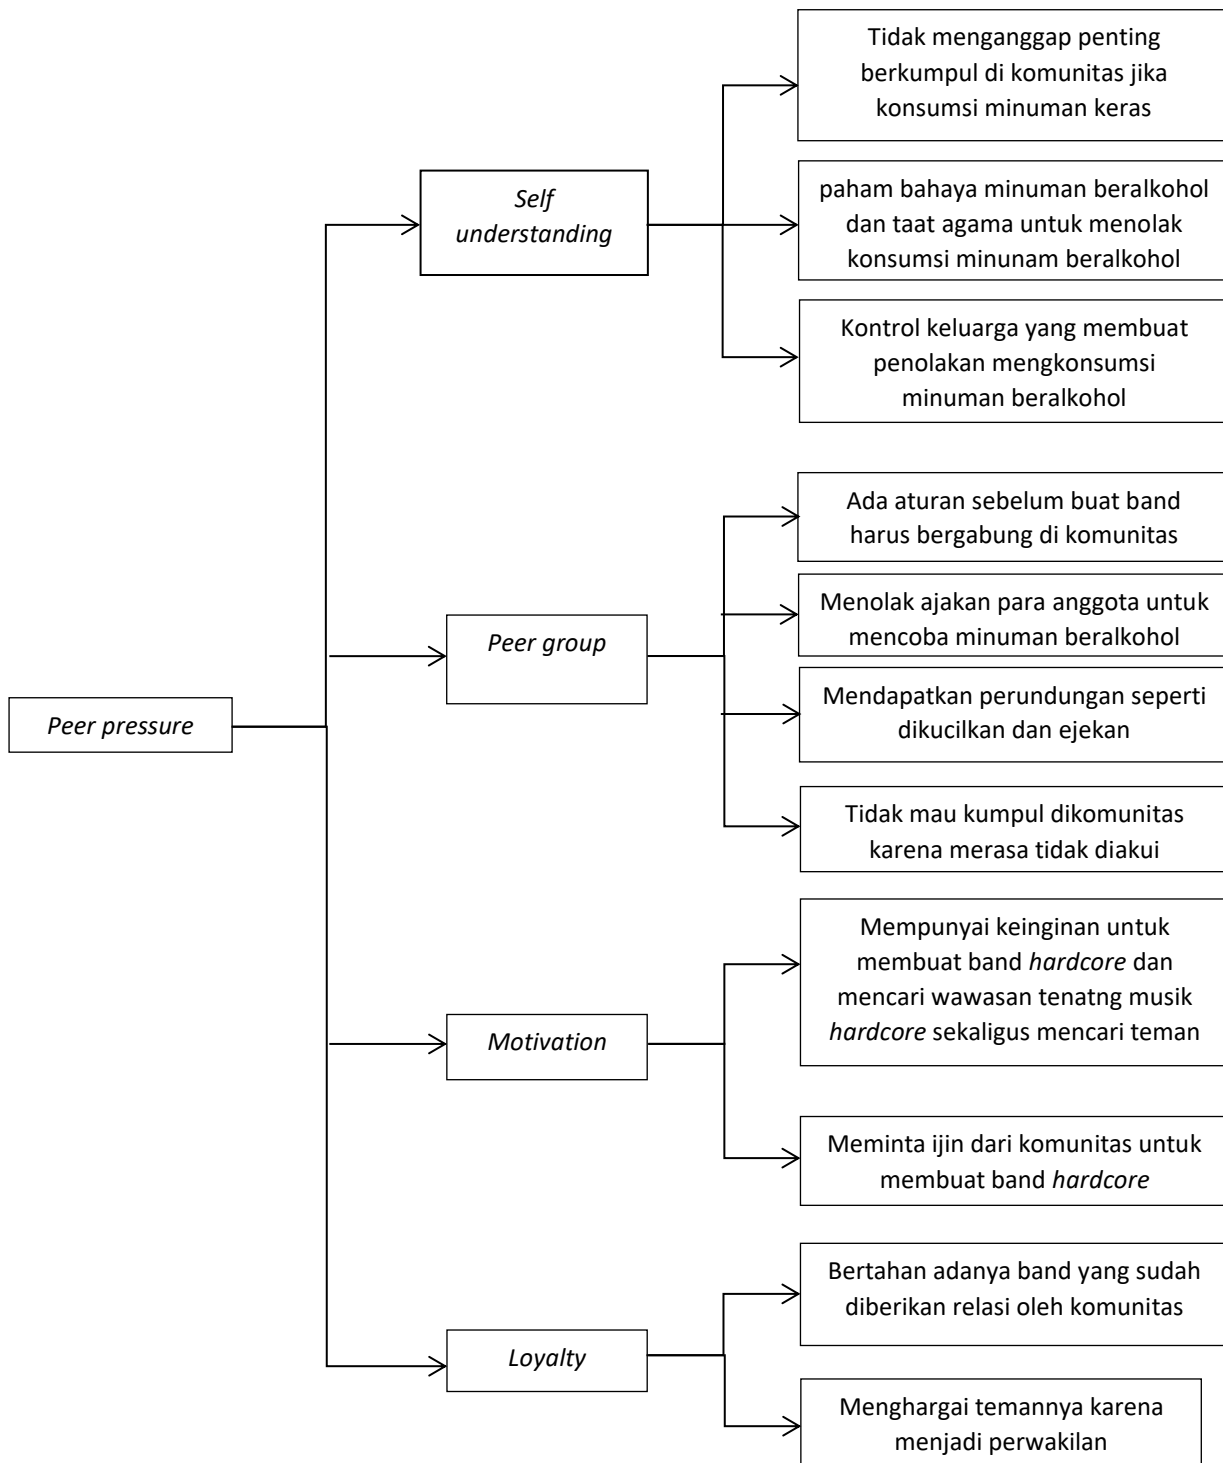 Tidak menganggap penting
berkumpul di komunitas jika
konsumsi minuman keras
Self
understanding
paham bahaya minuman beralkohol
dan taat agama untuk menolak
konsumsi minunam beralkohol
Kontrol keluarga yang membuat
penolakan mengkonsumsi
minuman beralkohol
Ada aturan sebelum buat band
harus bergabung di komunitas
Peer group
Menolak ajakan para anggota untuk
mencoba minuman beralkohol
Peer pressure
Mendapatkan perundungan seperti
dikucilkan dan ejekan
Tidak mau kumpul dikomunitas
karena merasa tidak diakui
Motivation
Mempunyai keinginan untuk
membuat band hardcore dan
mencari wawasan tenatng musik
hardcore sekaligus mencari teman
Meminta ijin dari komunitas untuk
membuat band hardcore
Loyalty
Bertahan adanya band yang sudah
diberikan relasi oleh komunitas
Menghargai temannya karena
menjadi perwakilan